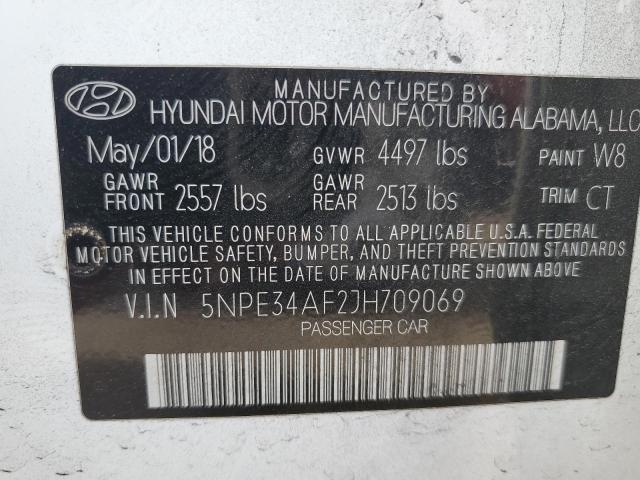 MANUFACTURED BY
HYUNDAI MOTOR MANUFACTURING ALABAMA, LLC
May/01/18 GVWR 4497 lbs PAINT W8
GAWR FRONT 2557 lbs GAWR REAR 2513 lbs TRIM CT
THIS VEHICLE CONFORMS TO ALL APPLICABLE U.S.A. FEDERAL
MOTOR VEHICLE SAFETY, BUMPER, AND THEFT PREVENTION STANDARDS
IN EFFECT ON THE DATE OF MANUFACTURE SHOWN ABOVE
V.I.N 5NPE34AF2JH709069
PASSENGER CAR